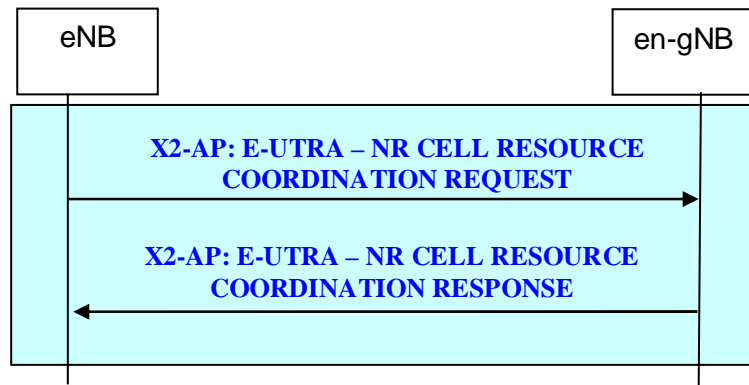 eNB
en-gNB
X2-AP: E-UTRA – NR CELL RESOURCE
COORDINATION REQUEST
X2-AP: E-UTRA – NR CELL RESOURCE
COORDINATION RESPONSE